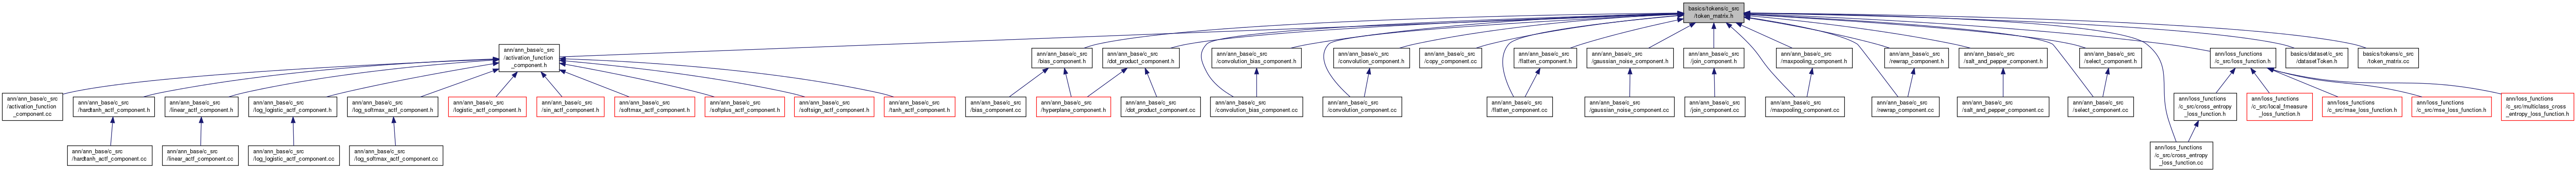 basics/tokens/c_src
/token_matrix.h
ann/ann_base/c_src
/activation_function
_component.h
ann/ann_base/c_src
/bias_component.h
ann/ann_base/c_src
/dot_product_component.h
ann/ann_base/c_src
/convolution_bias_component.h
ann/ann_base/c_src
/convolution_component.h
ann/ann_base/c_src
/copy_component.cc
ann/ann_base/c_src
/flatten_component.h
ann/ann_base/c_src
/gaussian_noise_component.h
ann/ann_base/c_src
/join_component.h
ann/ann_base/c_src
/maxpooling_component.h
ann/ann_base/c_src
/rewrap_component.h
ann/ann_base/c_src
/salt_and_pepper_component.h
ann/ann_base/c_src
/select_component.h
ann/loss_functions
/c_src/loss_function.h
basics/dataset/c_src
/datasetToken.h
basics/tokens/c_src
/token_matrix.cc
ann/ann_base/c_src
/activation_function
_component.cc
ann/ann_base/c_src
/hardtanh_actf_component.h
ann/ann_base/c_src
/linear_actf_component.h
ann/ann_base/c_src
/log_logistic_actf_component.h
ann/ann_base/c_src
/log_softmax_actf_component.h
ann/ann_base/c_src
/logistic_actf_component.h
ann/ann_base/c_src
/sin_actf_component.h
ann/ann_base/c_src
/softmax_actf_component.h
ann/ann_base/c_src
/softplus_actf_component.h
ann/ann_base/c_src
/softsign_actf_component.h
ann/ann_base/c_src
/tanh_actf_component.h
ann/ann_base/c_src
/bias_component.cc
ann/ann_base/c_src
/hyperplane_component.h
ann/ann_base/c_src
/dot_product_component.cc
ann/ann_base/c_src
/convolution_bias_component.cc
ann/ann_base/c_src
/convolution_component.cc
ann/ann_base/c_src
/flatten_component.cc
ann/ann_base/c_src
/gaussian_noise_component.cc
ann/ann_base/c_src
/join_component.cc
ann/ann_base/c_src
/maxpooling_component.cc
ann/ann_base/c_src
/rewrap_component.cc
ann/ann_base/c_src
/salt_and_pepper_component.cc
ann/ann_base/c_src
/select_component.cc
ann/loss_functions
/c_src/cross_entropy
_loss_function.h
ann/loss_functions
/c_src/local_fmeasure
_loss_function.h
ann/loss_functions
/c_src/mae_loss_function.h
ann/loss_functions
/c_src/mse_loss_function.h
ann/loss_functions
/c_src/multiclass_cross
_entropy_loss_function.h
ann/ann_base/c_src
/hardtanh_actf_component.cc
ann/ann_base/c_src
/linear_actf_component.cc
ann/ann_base/c_src
/log_logistic_actf_component.cc
ann/ann_base/c_src
/log_softmax_actf_component.cc
ann/loss_functions
/c_src/cross_entropy
_loss_function.cc